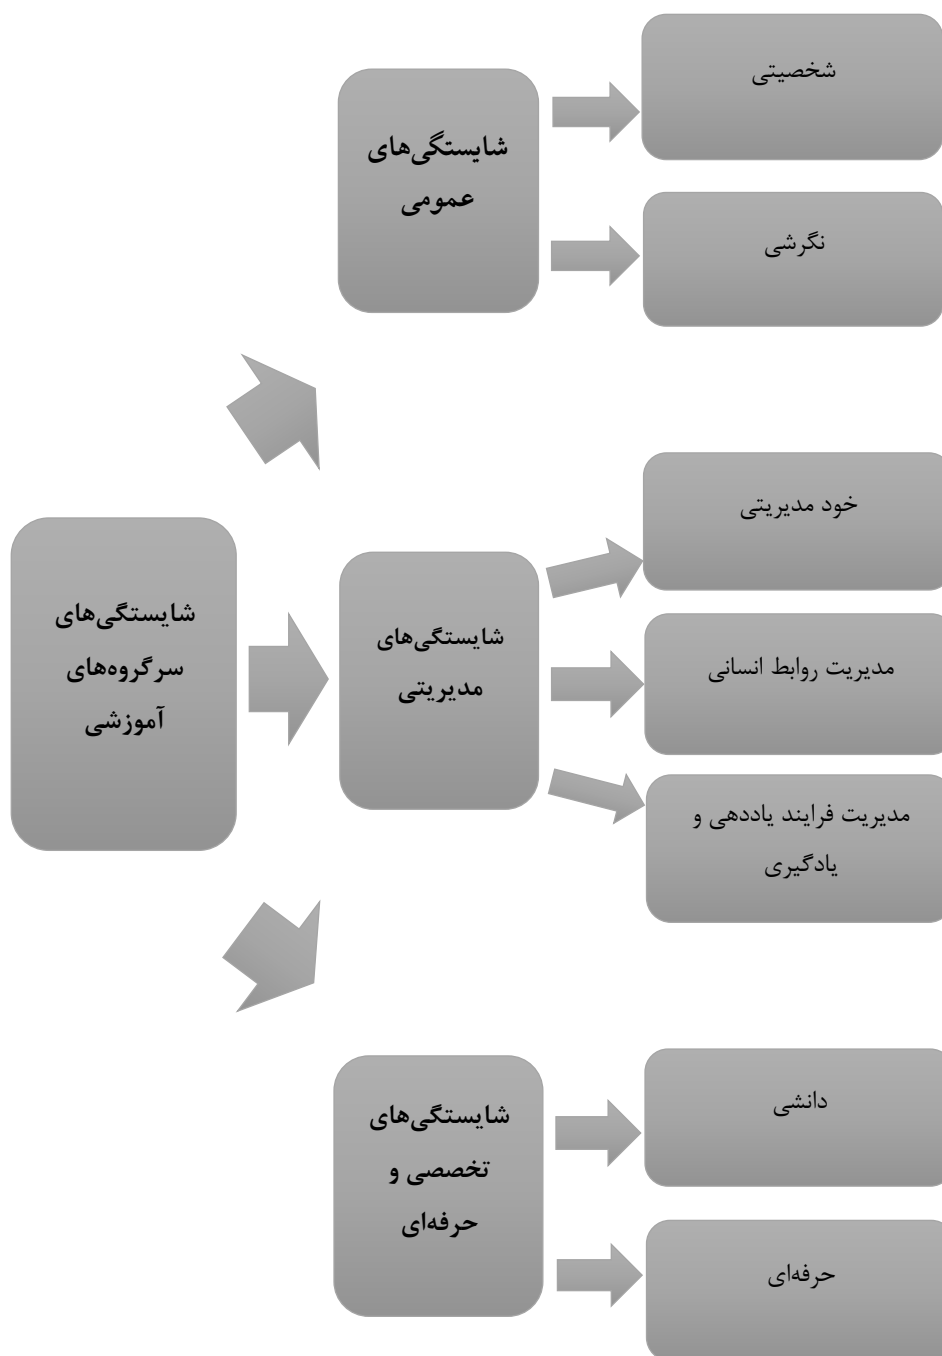 شایستگی‌های
عمومی
شخصیتی
نگرشی
شایستگی‌های
سرگروه‌های
آموزشی
شایستگی‌های
مدیریتی
خود مدیریتی
مدیریت روابط انسانی
مدیریت فرایند یاددهی و
یادگیری
شایستگی‌های
تخصصی و
حرفه‌ای
دانشی
حرفه‌ای